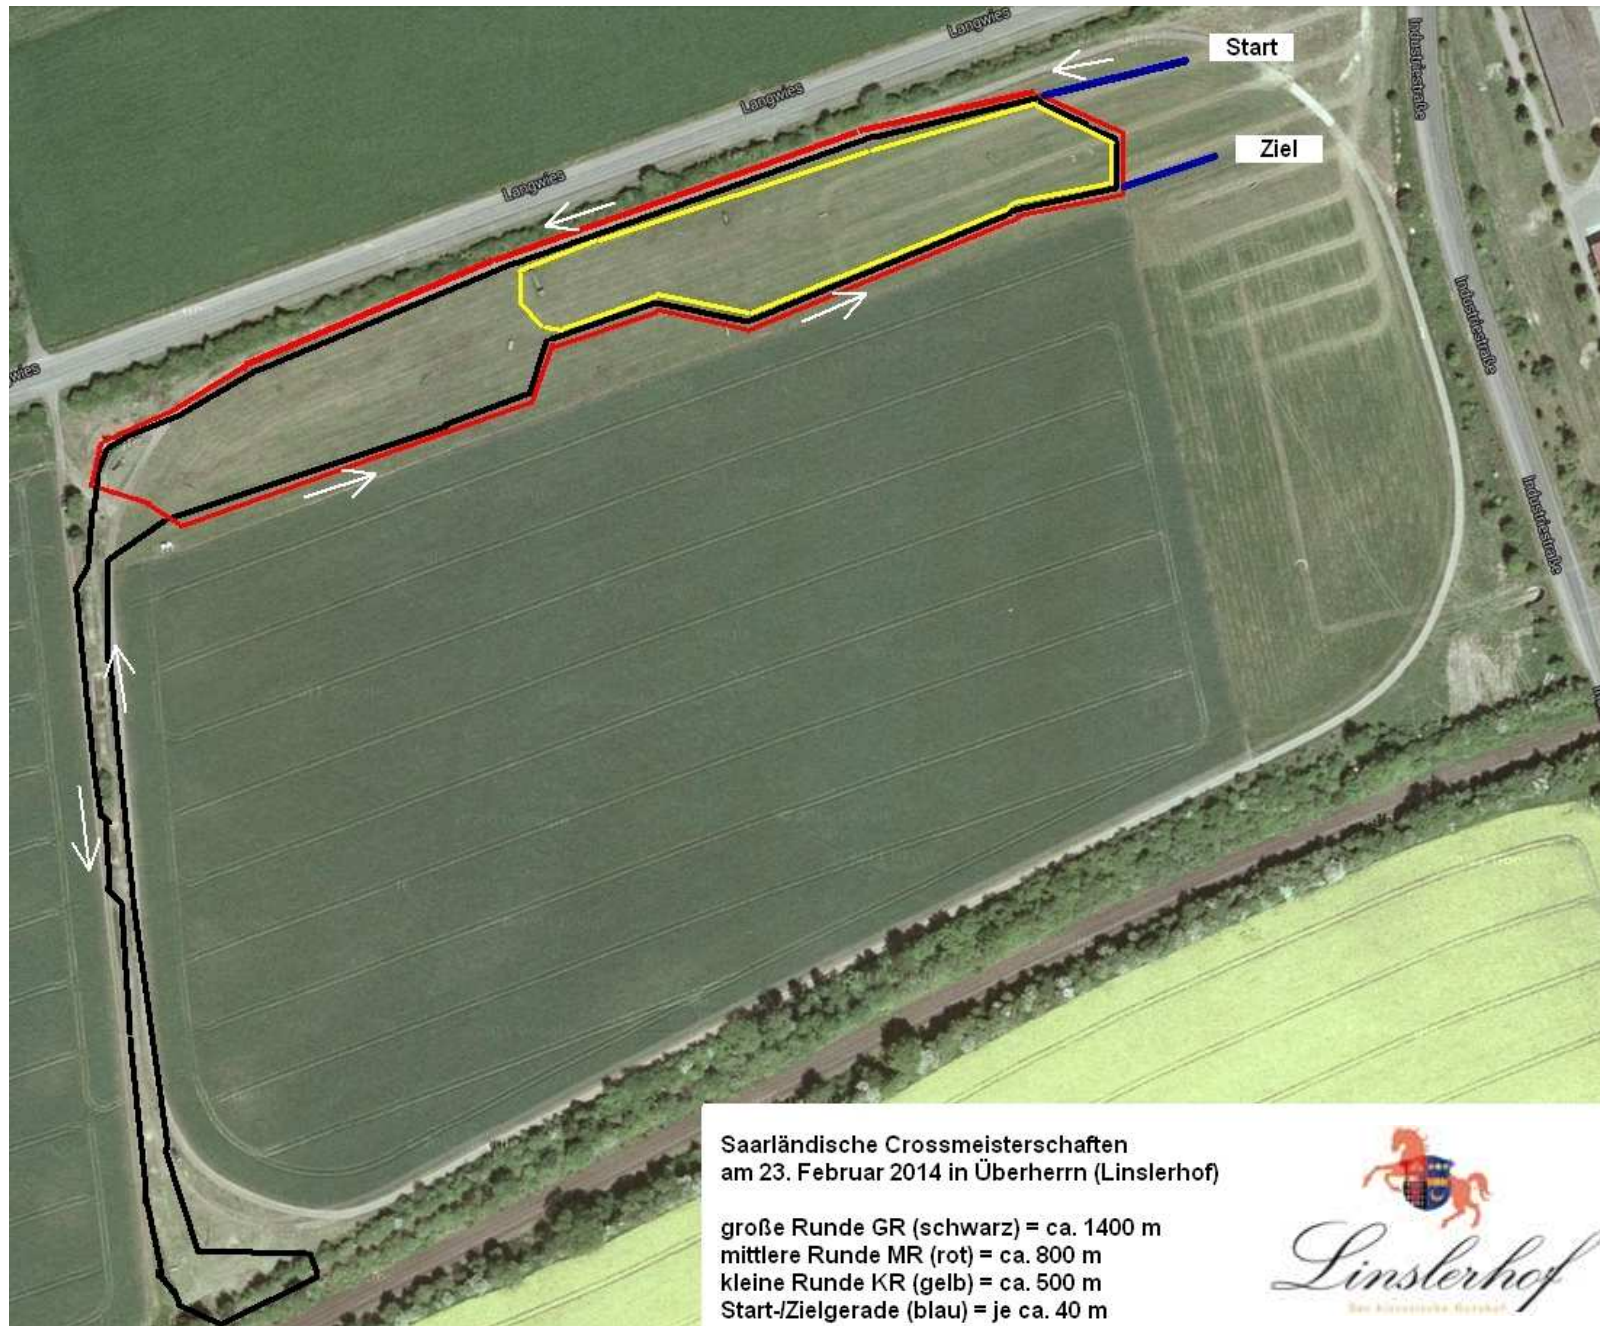 Langwies
Start
Langwies
Ziel
Langwies
wies
Industriestraße
Industriestraße
Industriestraße
Saarländische Crossmeisterschaften
am 23. Februar 2014 in Überherrn (Linslerhof)
große Runde GR (schwarz) = ca. 1400 m
mittlere Runde MR (rot) = ca. 800 m
kleine Runde KR (gelb) = ca. 500 m
Start-/Zielgerade (blau) = je ca. 40 m
Linslerhof